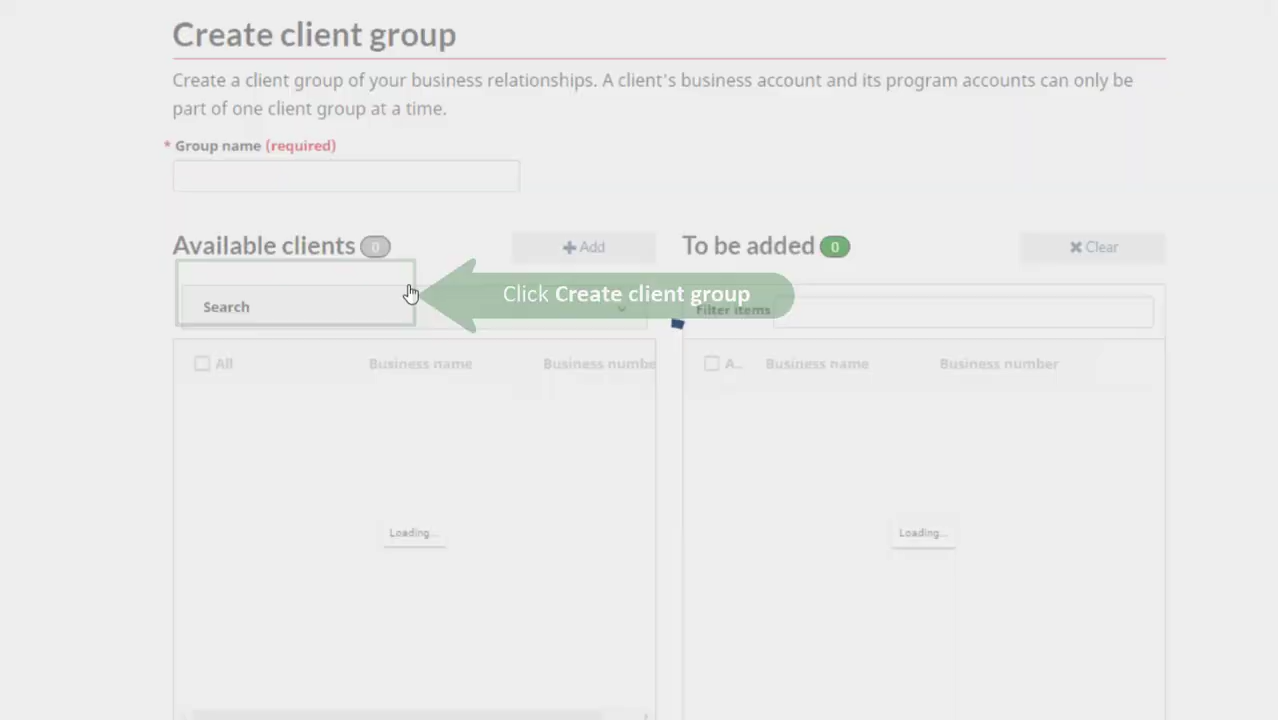 Create client group
Create a client group of your business relationships. A client's business account and its program accounts can only be
part of one client group at a time.
* Group name (required)
Available clients 0
Add
To be added 0
Clear
Search
Click Create client group
Filter items
All Business name Business numbe
A.. Business name Business number
Loading...
Loading...